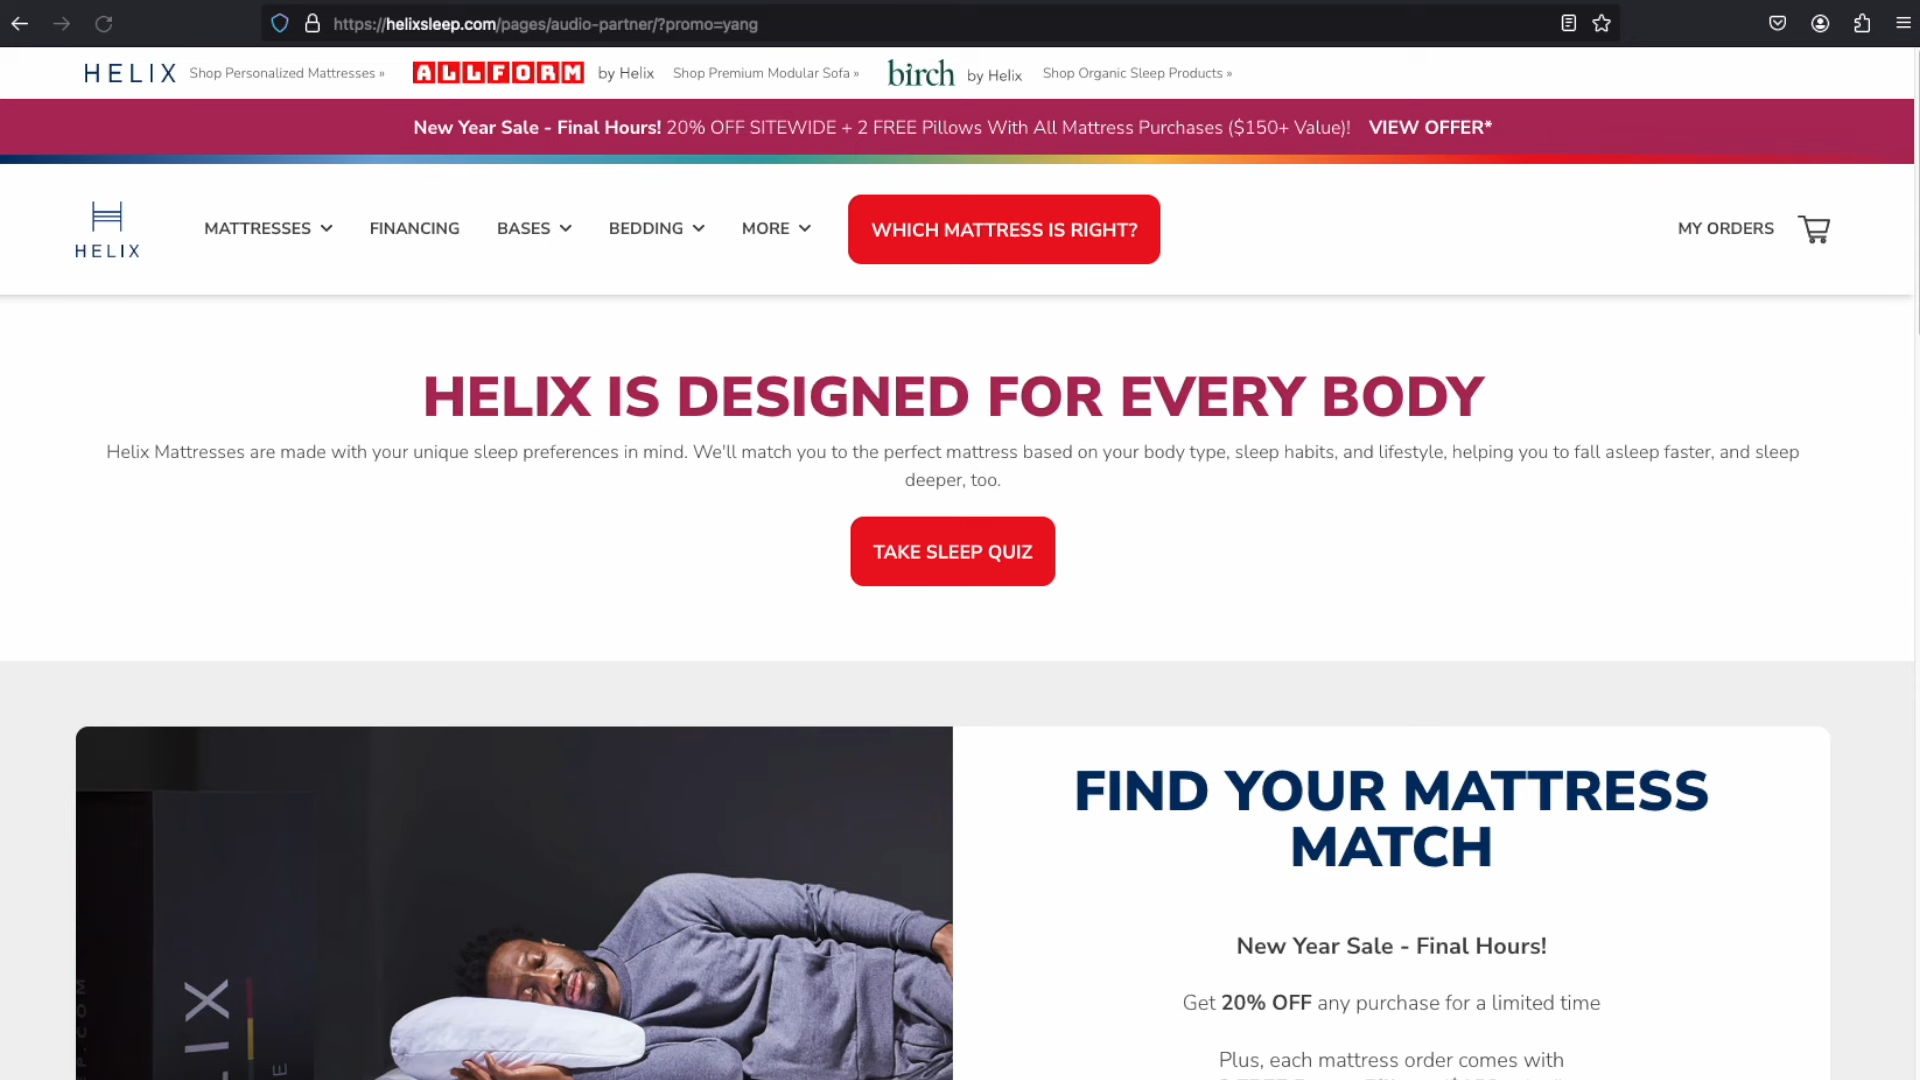 https://helixsleep.com/pages/audio-partner/?promo=yang
HELIX Shop Personalized Mattresses » ALLFORM by Helix Shop Premium Modular Sofa » birch by Helix Shop Organic Sleep Products »
New Year Sale - Final Hours! 20% OFF SITEWIDE + 2 FREE Pillows With All Mattress Purchases ($150+ Value)! VIEW OFFER*
HELIX
MATTRESSES FINANCING BASES BEDDING MORE WHICH MATTRESS IS RIGHT? MY ORDERS
HELIX IS DESIGNED FOR EVERY BODY
Helix Mattresses are made with your unique sleep preferences in mind. We'll match you to the perfect mattress based on your body type, sleep habits, and lifestyle, helping you to fall asleep faster, and sleep
deeper, too.
TAKE SLEEP QUIZ
FIND YOUR MATTRESS
MATCH
New Year Sale - Final Hours!
Get 20% OFF any purchase for a limited time
Plus, each mattress order comes with